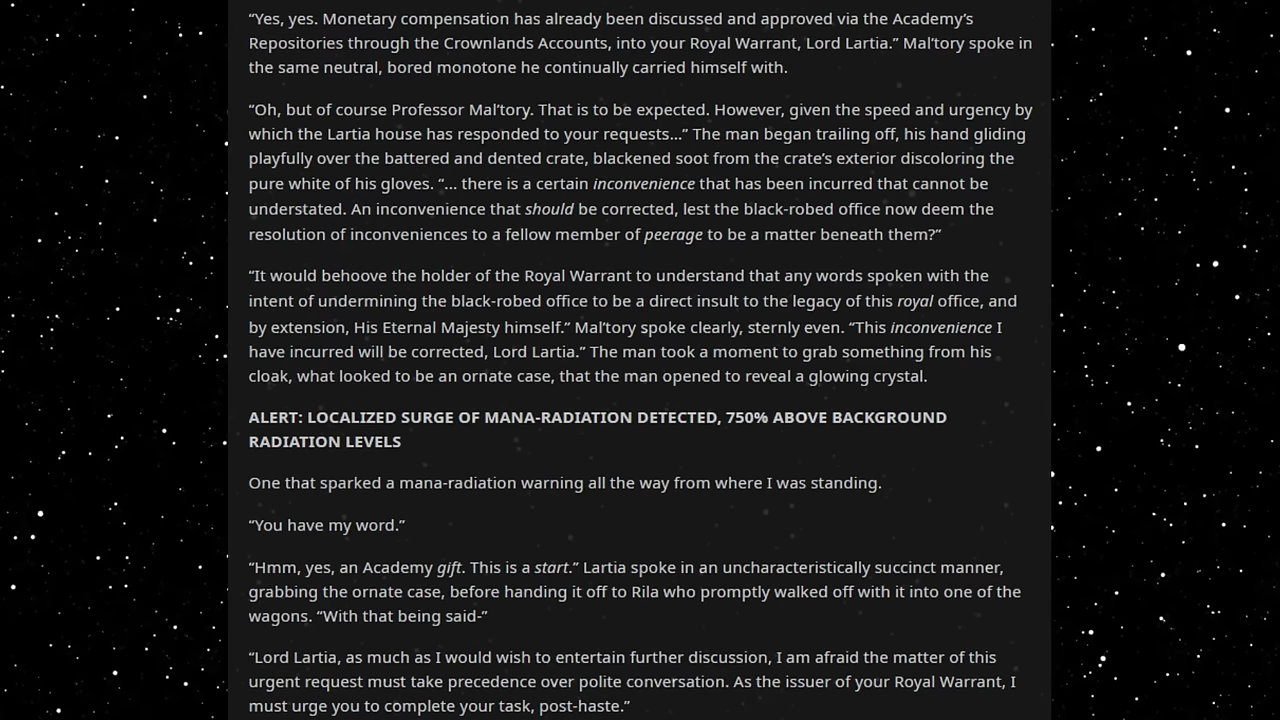 “Yes, yes. Monetary compensation has already been discussed and approved via the Academy’s
Repositories through the Crownlands Accounts, into your Royal Warrant, Lord Lartia.” Mal’tory spoke in
the same neutral, bored monotone he continually carried himself with.
“Oh, but of course Professor Mal’tory. That is to be expected. However, given the speed and urgency by
which the Lartia house has responded to your requests…” The man began trailing off, his hand gliding
playfully over the battered and dented crate, blackened soot from the crate’s exterior discoloring the
pure white of his gloves. “… there is a certain inconvenience that has been incurred that cannot be
understated. An inconvenience that should be corrected, lest the black-robed office now deem the
resolution of inconveniences to a fellow member of peerage to be a matter beneath them?”
“It would behoove the holder of the Royal Warrant to understand that any words spoken with the
intent of undermining the black-robed office to be a direct insult to the legacy of this royal office, and
by extension, His Eternal Majesty himself.” Mal’tory spoke clearly, sternly even. “This inconvenience I
have incurred will be corrected, Lord Lartia.” The man took a moment to grab something from his
cloak, what looked to be an ornate case, that the man opened to reveal a glowing crystal.
ALERT: LOCALIZED SURGE OF MANA-RADIATION DETECTED, 750% ABOVE BACKGROUND
RADIATION LEVELS
One that sparked a mana-radiation warning all the way from where I was standing.
“You have my word.”
“Hmm, yes, an Academy gift. This is a start.” Lartia spoke in an uncharacteristically succinct manner,
grabbing the ornate case, before handing it off to Rila who promptly walked off with it into one of the
wagons. “With that being said-”
“Lord Lartia, as much as I would wish to entertain further discussion, I am afraid the matter of this
urgent request must take precedence over polite conversation. As the issuer of your Royal Warrant, I
must urge you to complete your task, post-haste.”